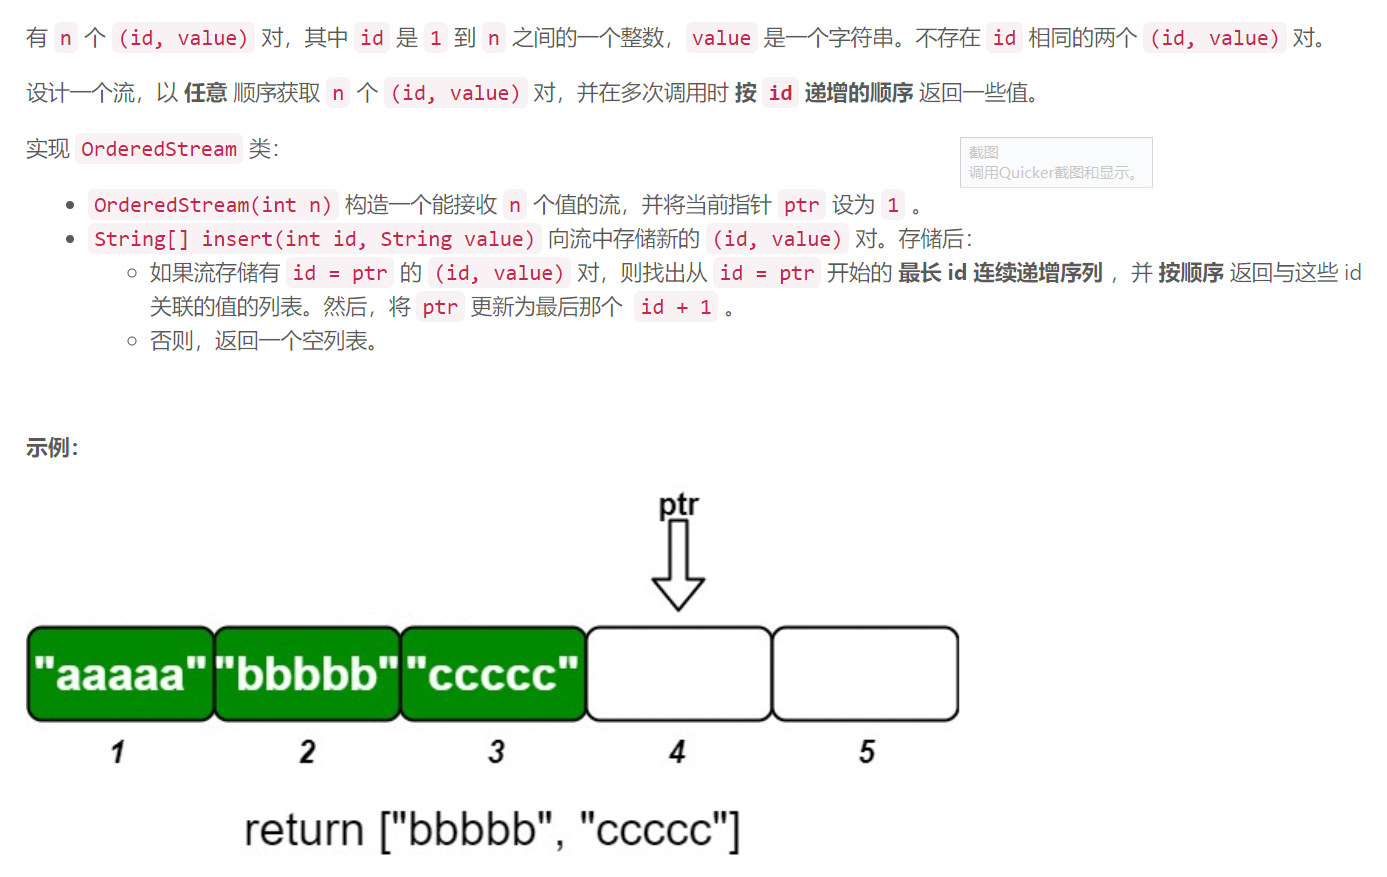 有 n 个 (id, value) 对，其中 id 是 1 到 n 之间的一个整数，value 是一个字符串。不存在 id 相同的两个 (id, value) 对。
设计一个流，以 任意 顺序获取 n 个 (id, value) 对，并在多次调用时 按 id 递增的顺序 返回一些值。
实现 OrderedStream 类：
截图
调用Quicker截图和显示。
• OrderedStream(int n) 构造一个能接收 n 个值的流，并将当前指针 ptr 设为 1 。
• String[] insert(int id, String value) 向流中存储新的 (id, value) 对。存储后：
◦ 如果流存储有 id = ptr 的 (id, value) 对，则找出从 id = ptr 开始的 最长 id 连续递增序列 ，并 按顺序 返回与这些 id
关联的值的列表。然后，将 ptr 更新为最后那个 id + 1 。
◦ 否则，返回一个空列表。
示例：
ptr
"aaaaa" "bbbbb" "ccccc"
1 2 3 4 5
return ["bbbbb", "ccccc"]